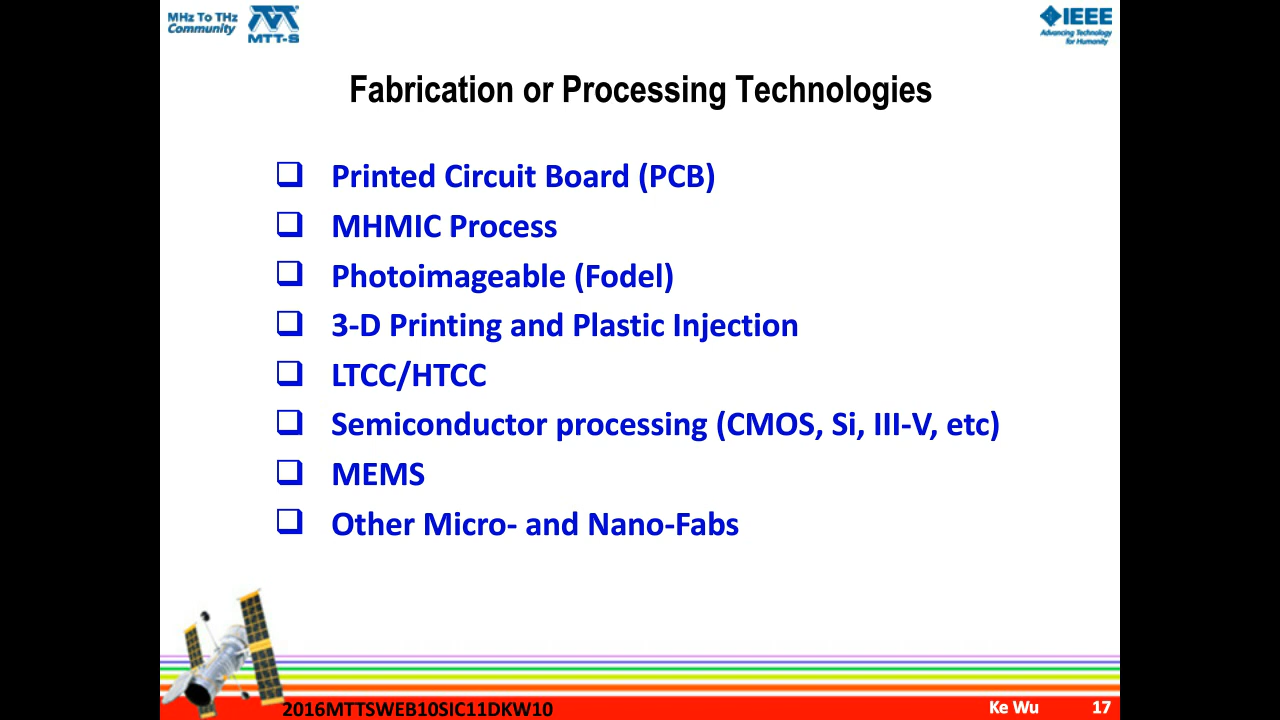 MHz To THz
Community
MTT-S
IEEE
Advancing Technology
for Humanity
Fabrication or Processing Technologies
Printed Circuit Board (PCB)
MHMIC Process
Photoimageable (Fodel)
3-D Printing and Plastic Injection
LTCC/HTCC
Semiconductor processing (CMOS, Si, III-V, etc)
MEMS
Other Micro- and Nano-Fabs
2016MTTSWEB10SIC11DKW10
Ke Wu
17